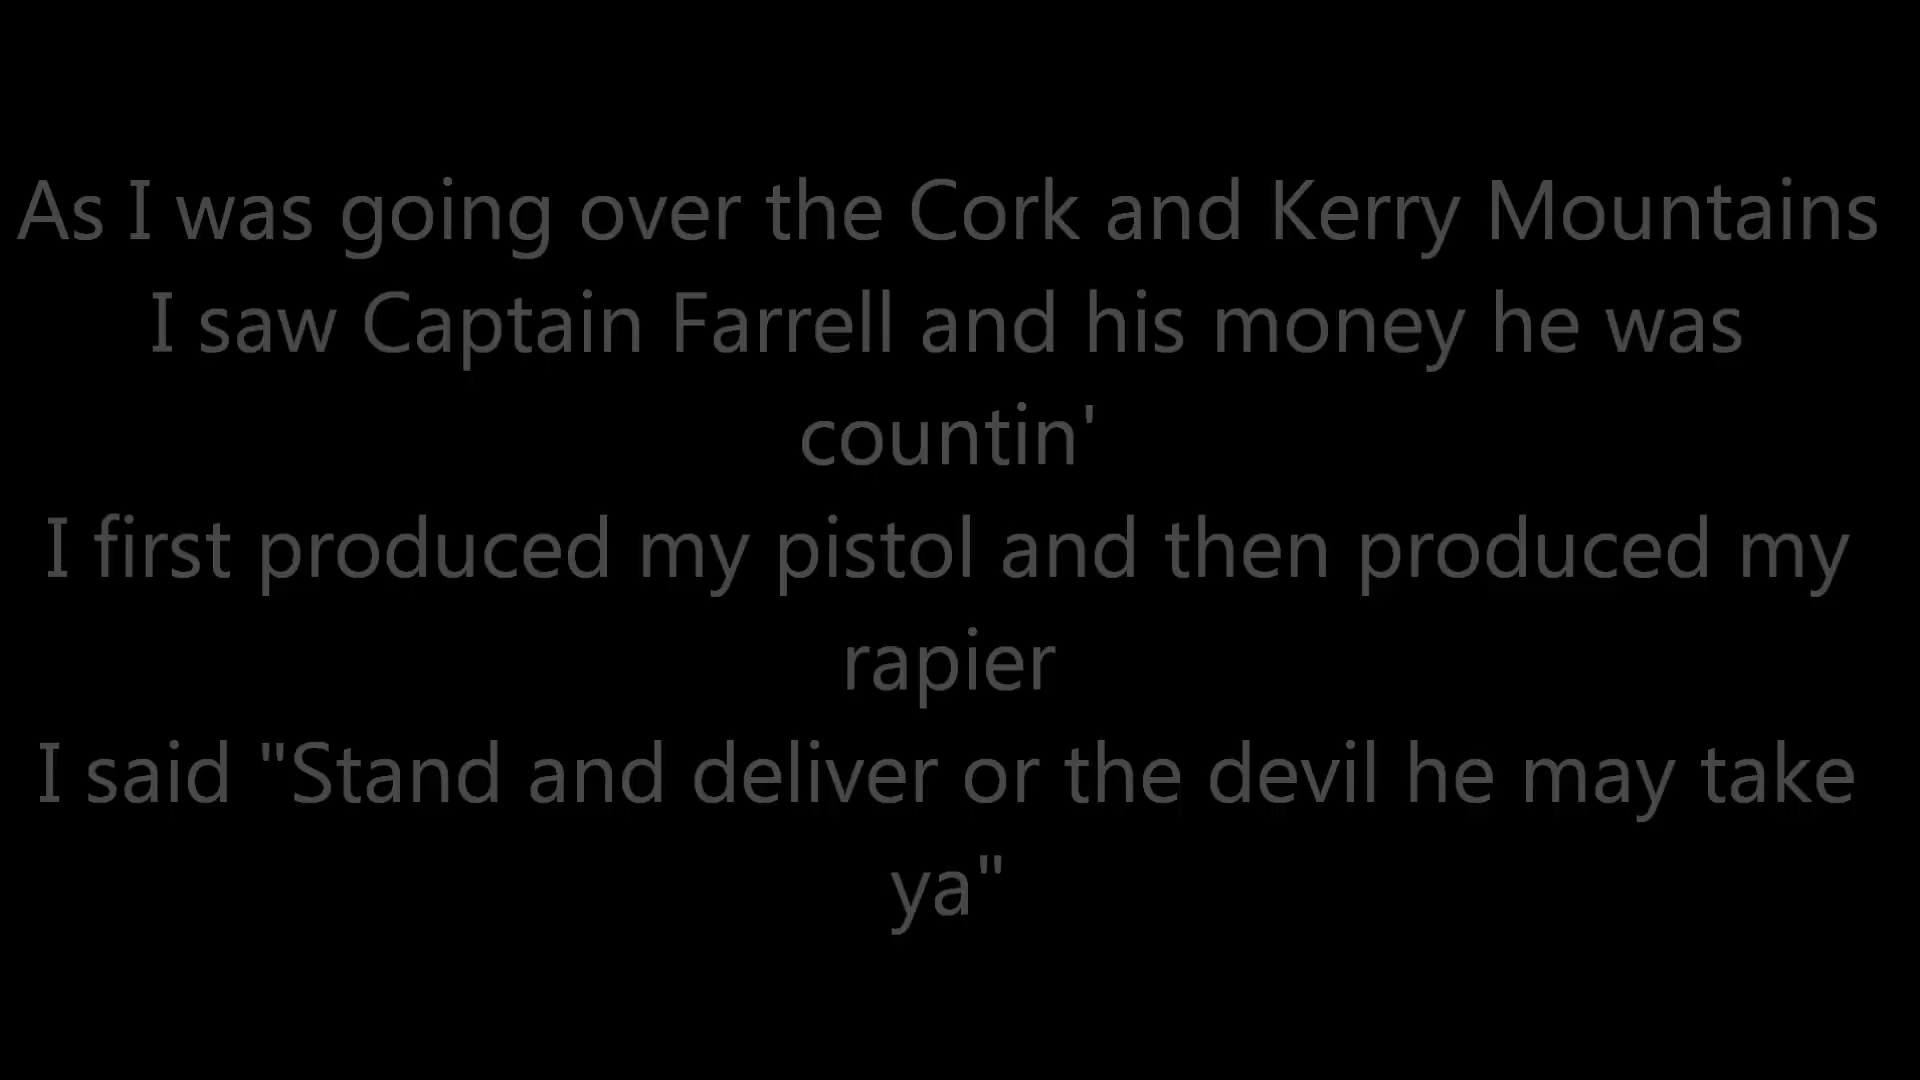 As I was going over the Cork and Kerry Mountains
I saw Captain Farrell and his money he was
countin'
I first produced my pistol and then produced my
rapier
I said "Stand and deliver or the devil he may take
ya"